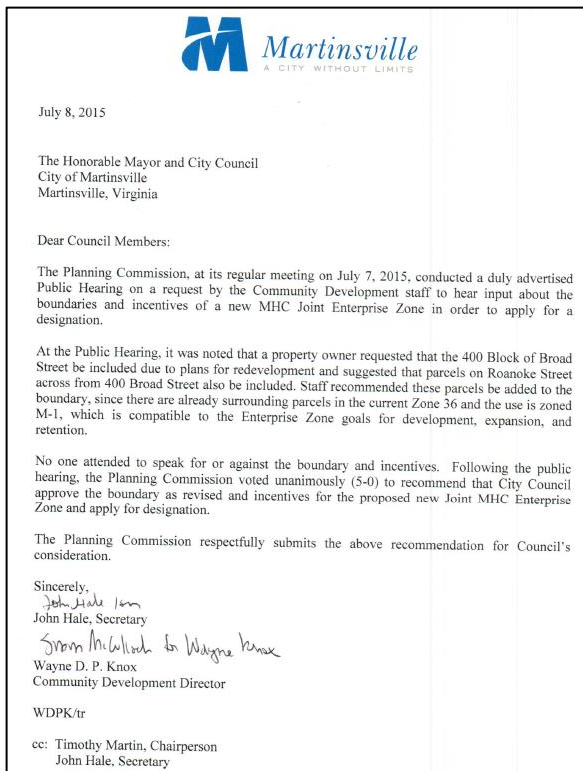 Martinsville
A CITY WITHOUT LIMITS
July 8, 2015
The Honorable Mayor and City Council
City of Martinsville
Martinsville, Virginia
Dear Council Members:
The Planning Commission, at its regular meeting on July 7, 2015, conducted a duly advertised
Public Hearing on a request by the Community Development staff to hear input about the
boundaries and incentives of a new MHC Joint Enterprise Zone in order to apply for a
designation.
At the Public Hearing, it was noted that a property owner requested that the 400 Block of Broad
Street be included due to plans for redevelopment and suggested that parcels on Roanoke Street
across from 400 Broad Street also be included. Staff recommended these parcels be added to the
boundary, since there are already surrounding parcels in the current Zone 36 and the use is zoned
M-1, which is compatible to the Enterprise Zone goals for development, expansion, and
retention.
No one attended to speak for or against the boundary and incentives. Following the public
hearing, the Planning Commission voted unanimously (5-0) to recommend that City Council
approve the boundary as revised and incentives for the proposed new Joint MHC Enterprise
Zone and apply for designation.
The Planning Commission respectfully submits the above recommendation for Council's
consideration.
Sincerely,
John Hale
John Hale, Secretary
McCulloch for Wayne Knox
Wayne D. P. Knox
Community Development Director
WDPK/tr
cc: Timothy Martin, Chairperson
John Hale, Secretary